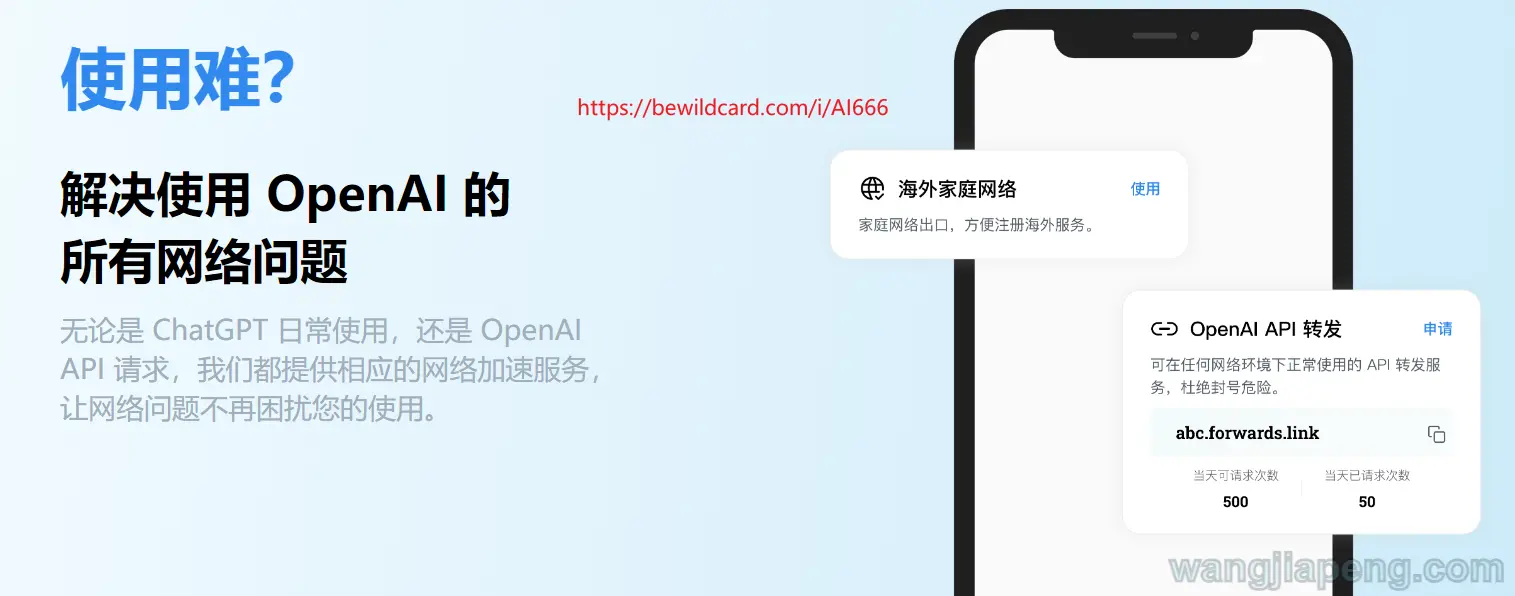 使用难?
https://bewildcard.com/i/AI666
解决使用 OpenAI 的
所有网络问题
无论是 ChatGPT 日常使用，还是 OpenAI
API 请求，我们都提供相应的网络加速服务，
让网络问题不再困扰您的使用。
海外家庭网络
使用
家庭网络出口，方便注册海外服务。
OpenAI API 转发
申请
可在任何网络环境下正常使用的 API 转发服
务，杜绝封号危险。
abc.forwards.link
当天可请求次数
当天已请求次数
500
50
wangjiapeng.com